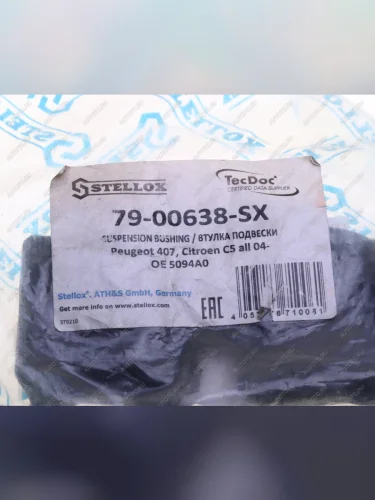 STELLOX
TecDoc
CERTIFIED DATA SUPPLIER
79-00638-SX
SUSPENSION BUSHING / ВТУЛКА ПОДВЕСКИ
Peugeot 407, Citroen C5 all 04-
OE 5094A0
Stellox®, ATH&S GmbH, Germany
Get more info on www.stellox.com
EAC